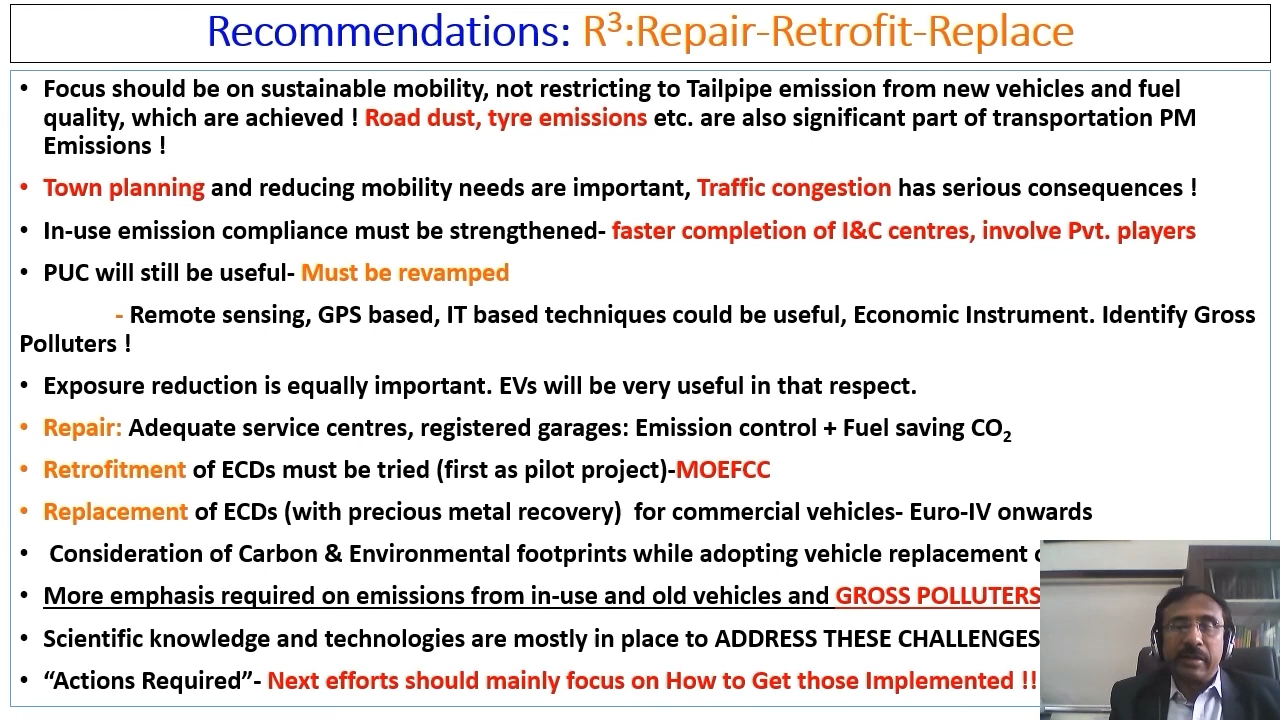 Recommendations: R³:Repair-Retrofit-Replace
• Focus should be on sustainable mobility, not restricting to Tailpipe emission from new vehicles and fuel
quality, which are achieved ! Road dust, tyre emissions etc. are also significant part of transportation PM
Emissions !
• Town planning and reducing mobility needs are important, Traffic congestion has serious consequences !
• In-use emission compliance must be strengthened- faster completion of I&C centres, involve Pvt. players
• PUC will still be useful- Must be revamped
- Remote sensing, GPS based, IT based techniques could be useful, Economic Instrument. Identify Gross
Polluters !
• Exposure reduction is equally important. EVs will be very useful in that respect.
• Repair: Adequate service centres, registered garages: Emission control + Fuel saving CO₂
• Retrofitment of ECDs must be tried (first as pilot project)-MOEFCC
• Replacement of ECDs (with precious metal recovery) for commercial vehicles- Euro-IV onwards
• Consideration of Carbon & Environmental footprints while adopting vehicle replacement
• More emphasis required on emissions from in-use and old vehicles and GROSS POLLUTERS
• Scientific knowledge and technologies are mostly in place to ADDRESS THESE CHALLENGES
• “Actions Required”- Next efforts should mainly focus on How to Get those Implemented !!